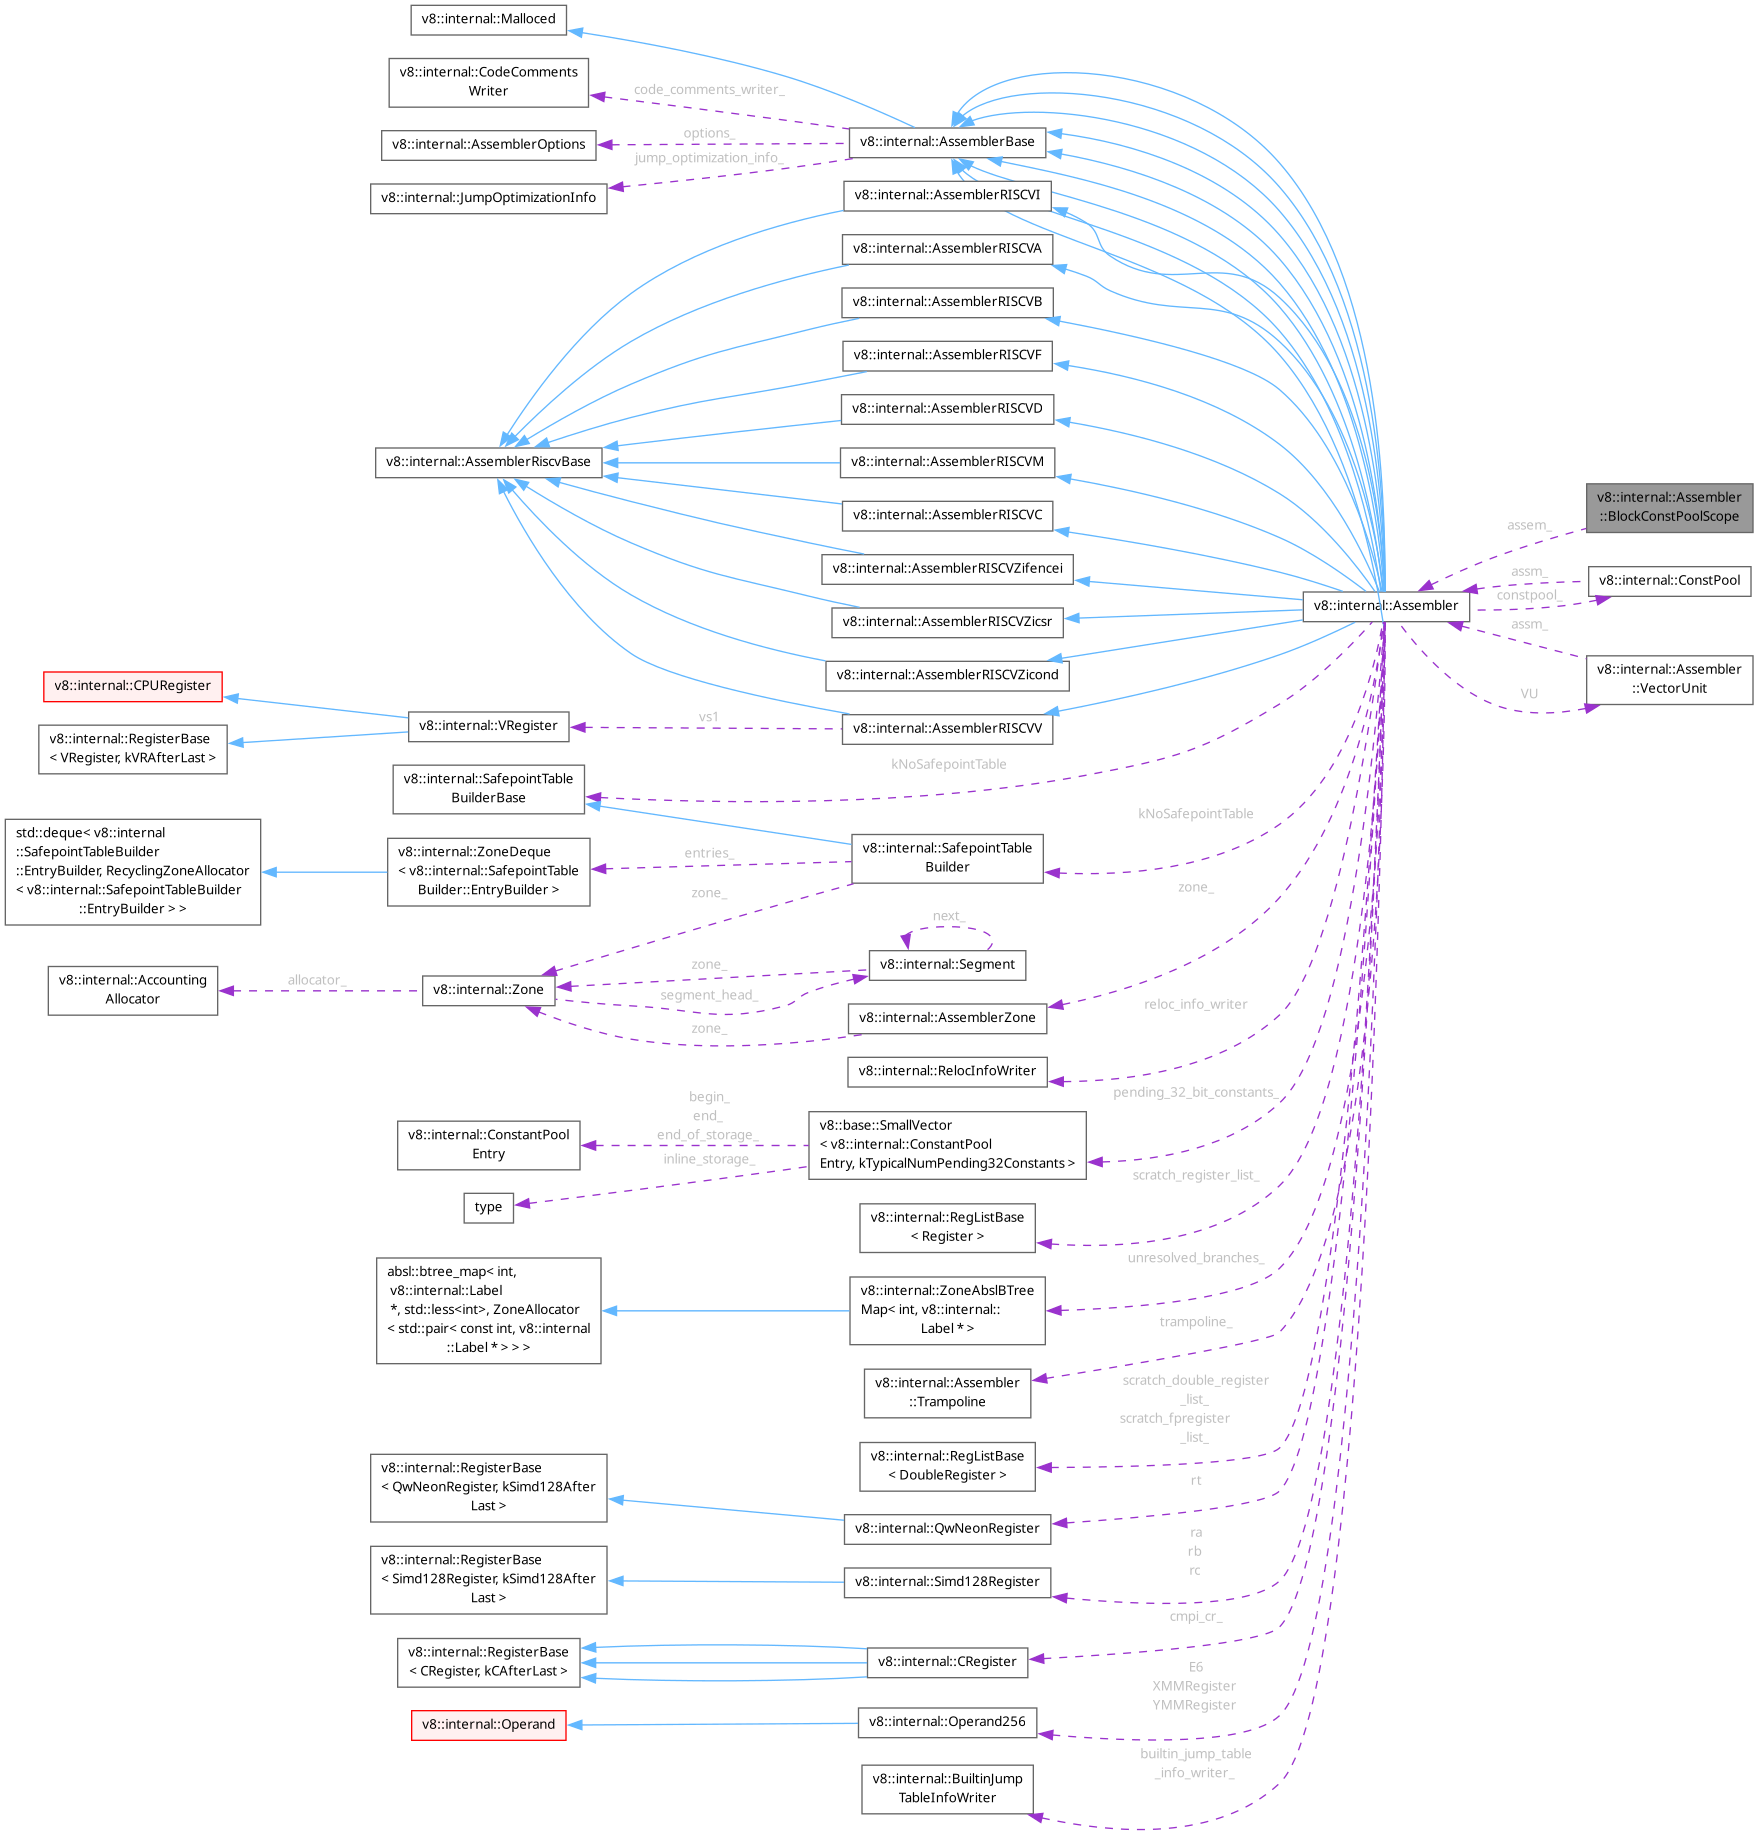 v8::internal::Malloced
v8::internal::CodeComments
Writer
code_comments_writer_
v8::internal::AssemblerOptions
options_
v8::internal::AssemblerBase
jump_optimization_info_
v8::internal::JumpOptimizationInfo
v8::internal::AssemblerRISCVI
v8::internal::AssemblerRISCVA
v8::internal::AssemblerRISCVB
v8::internal::AssemblerRISCVF
v8::internal::AssemblerRISCVD
v8::internal::AssemblerRiscvBase
v8::internal::AssemblerRISCVM
v8::internal::AssemblerRISCVC
v8::internal::AssemblerRISCVZifencei
v8::internal::AssemblerRISCVZicsr
v8::internal::AssemblerRISCVZicond
v8::internal::AssemblerRISCVV
v8::internal::Assembler
::BlockConstPoolScope
assem_
assm_
v8::internal::ConstPool
constpool_
v8::internal::Assembler
assm_
v8::internal::Assembler
::VectorUnit
VU
v8::internal::CPURegister
v8::internal::VRegister
vs1
v8::internal::RegisterBase
< VRegister, kVRAfterLast >
kNoSafepointTable
v8::internal::SafepointTable
BuilderBase
kNoSafepointTable
std::deque< v8::internal
::SafepointTableBuilder
::EntryBuilder, RecyclingZoneAllocator
< v8::internal::SafepointTableBuilder
::EntryBuilder > >
v8::internal::ZoneDeque
< v8::internal::SafepointTable
Builder::EntryBuilder >
entries_
v8::internal::SafepointTable
Builder
zone_
zone_
next_
v8::internal::Segment
zone_
segment_head_
v8::internal::Accounting
Allocator
allocator_
v8::internal::Zone
reloc_info_writer
v8::internal::AssemblerZone
zone_
v8::internal::RelocInfoWriter
pending_32_bit_constants_
begin_
end_
end_of_storage_
inline_storage_
v8::internal::ConstantPool
Entry
v8::base::SmallVector
< v8::internal::ConstantPool
Entry, kTypicalNumPending32Constants >
type
scratch_register_list_
v8::internal::RegListBase
< Register >
unresolved_branches_
absl::btree_map< int,
v8::internal::Label
*, std::less<int>, ZoneAllocator
< std::pair< const int, v8::internal
::Label * > > >
v8::internal::ZoneAbslBTree
Map< int, v8::internal::
Label * >
trampoline_
v8::internal::Assembler
::Trampoline
scratch_double_register
_list_
scratch_fpregister
_list_
v8::internal::RegListBase
< DoubleRegister >
rt
v8::internal::RegisterBase
< QwNeonRegister, kSimd128After
Last >
v8::internal::QwNeonRegister
ra
rb
rc
v8::internal::RegisterBase
< Simd128Register, kSimd128After
Last >
v8::internal::Simd128Register
cmpi_cr_
v8::internal::RegisterBase
< CRegister, kCAfterLast >
v8::internal::CRegister
E6
XMMRegister
YMMRegister
v8::internal::Operand
v8::internal::Operand256
builtin_jump_table
_info_writer_
v8::internal::BuiltinJump
TableInfoWriter